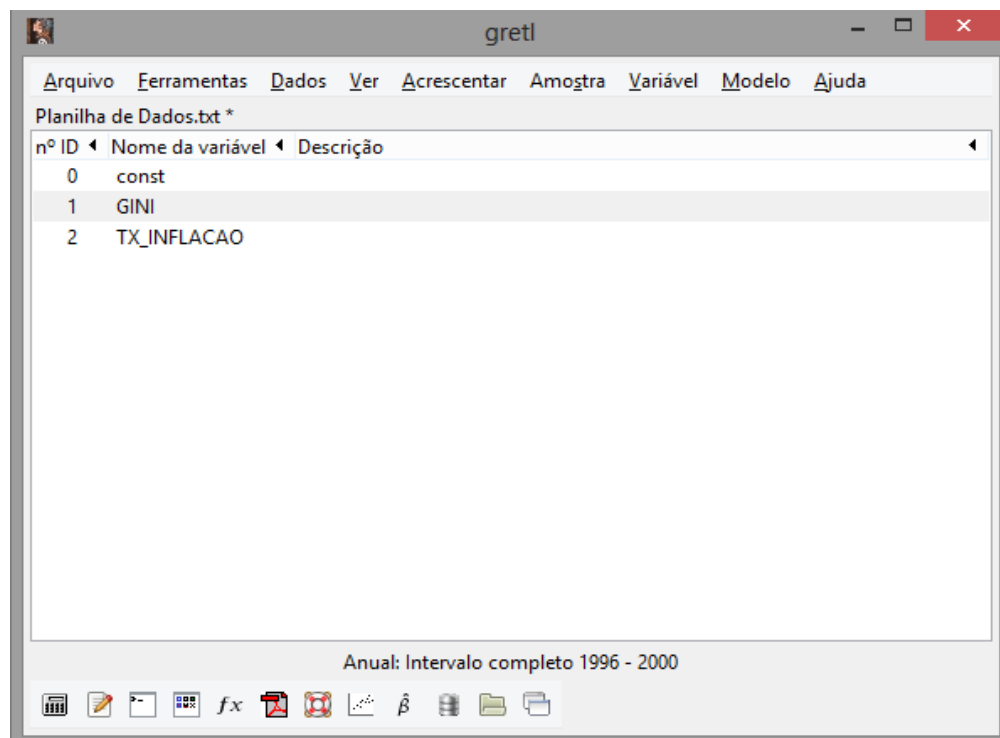 gretl
Arquivo Ferramentas Dados Ver Acrescentar Amostra Variável Modelo Ajuda
Planilha de Dados.txt *
nº ID Nome da variável Descrição
0 const
1 GINI
2 TX_INFLACAO
Anual: Intervalo completo 1996 - 2000
fx β̂